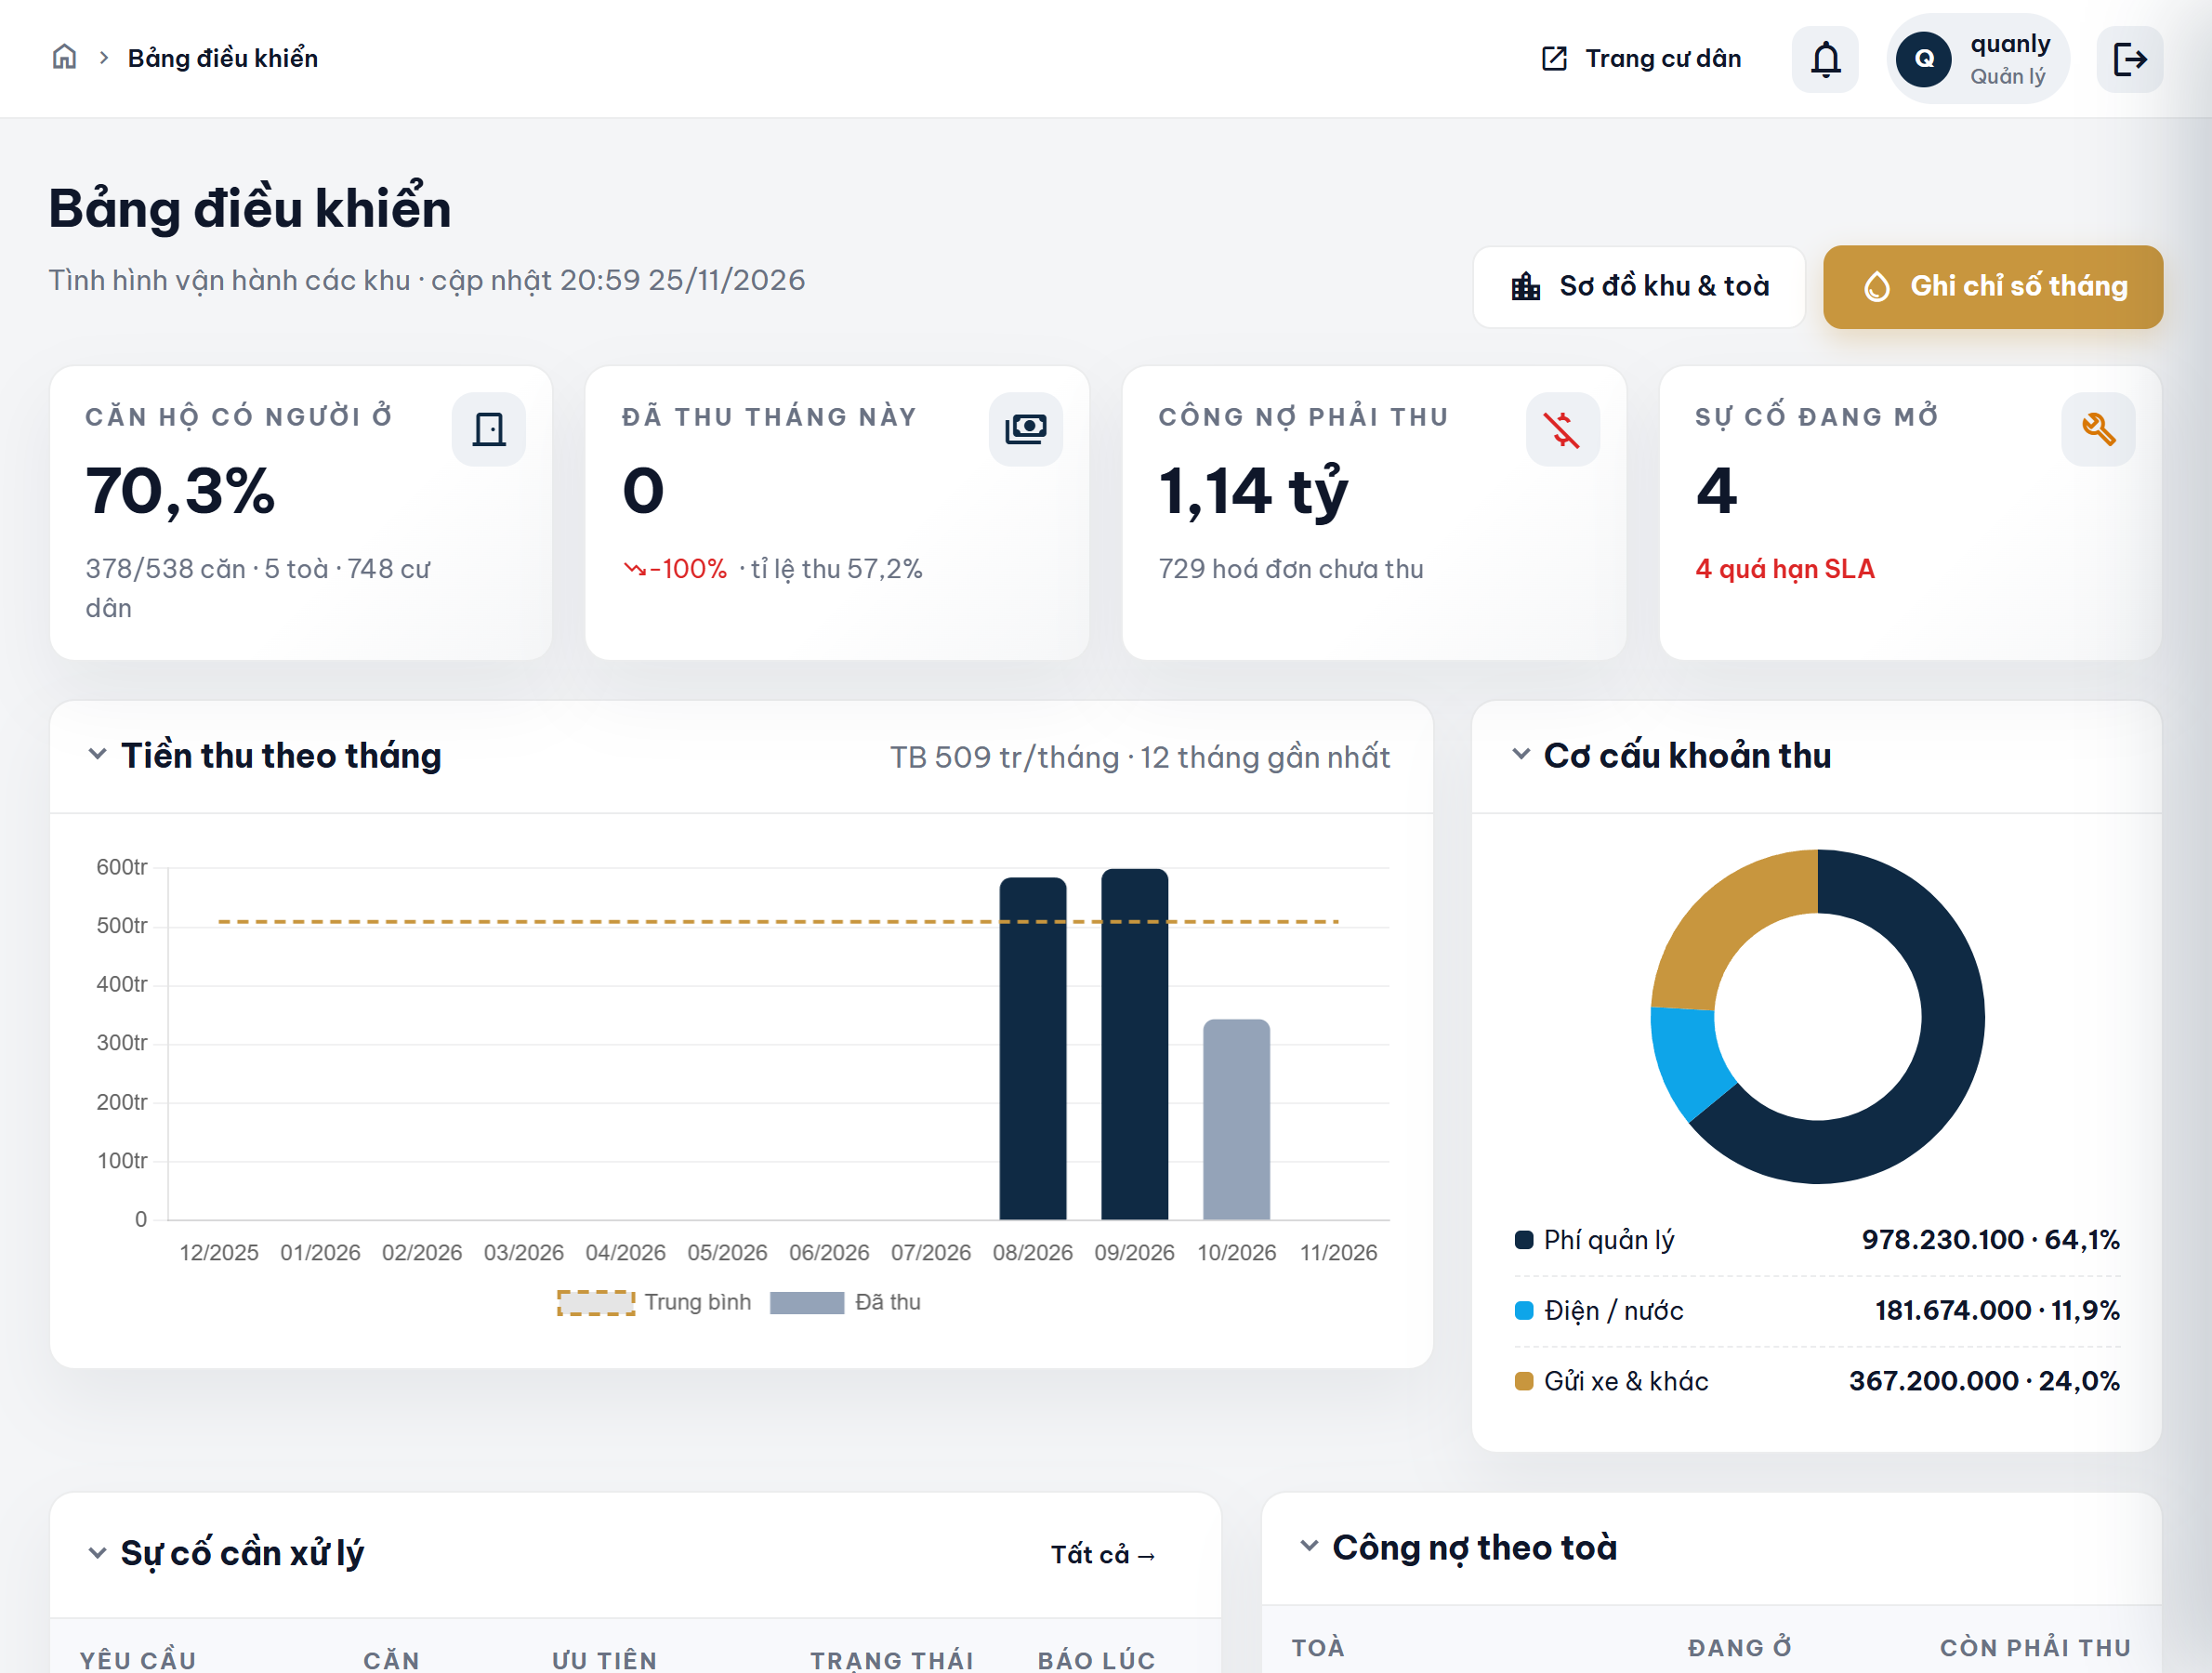 Bảng điều khiển
Trang cư dân
Q
quanly
Quản lý
Bảng điều khiển
Tình hình vận hành các khu · cập nhật 20:59 25/11/2026
Sơ đồ khu & toà
Ghi chỉ số tháng
CĂN HỘ CÓ NGƯỜI Ở
70,3%
378/538 căn · 5 toà · 748 cư
dân
ĐÃ THU THÁNG NÀY
0
-100% · tỉ lệ thu 57,2%
CÔNG NỢ PHẢI THU
1,14 tỷ
729 hoá đơn chưa thu
SỰ CỐ ĐANG MỞ
4
4 quá hạn SLA
Tiền thu theo tháng
TB 509 tr/tháng · 12 tháng gần nhất
600tr
500tr
400tr
300tr
200tr
100tr
0
12/2025 01/2026 02/2026 03/2026 04/2026 05/2026 06/2026 07/2026 08/2026 09/2026 10/2026 11/2026
Trung bình Đã thu
Cơ cấu khoản thu
Phí quản lý 978.230.100 · 64,1%
Điện / nước 181.674.000 · 11,9%
Gửi xe & khác 367.200.000 · 24,0%
Sự cố cần xử lý
Tất cả →
YÊU CẦU CĂN ƯU TIÊN TRẠNG THÁI BÁO LÚC
Công nợ theo toà
TOÀ ĐANG Ở CÒN PHẢI THU